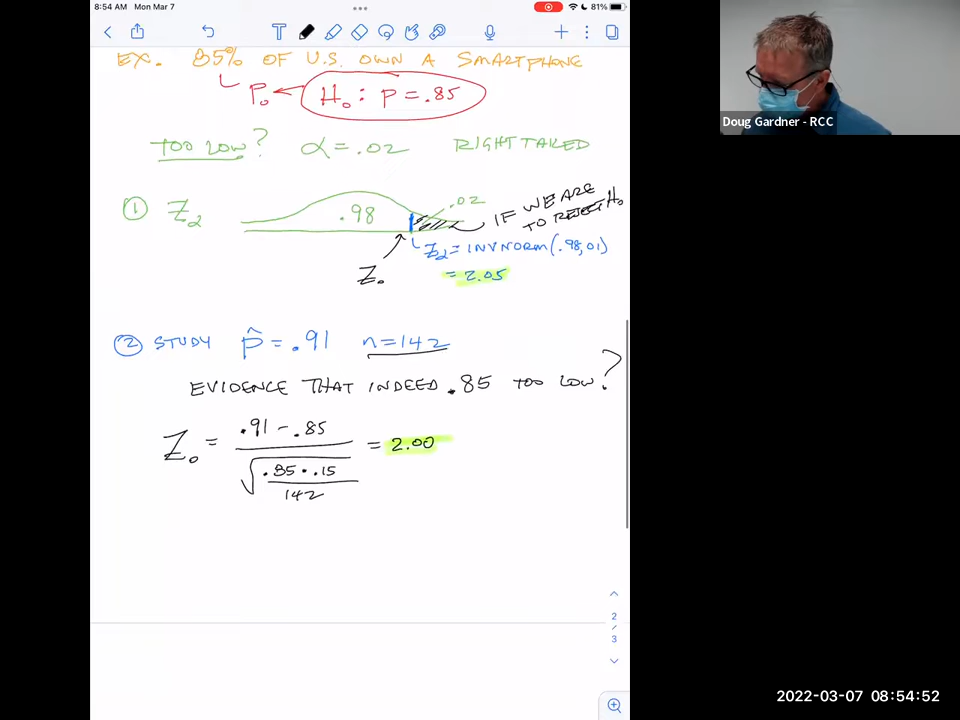 8:54 AM Mon Mar 7
81%
EX. 85% OF U.S. OWN A SMARTPHONE
P₀ ← H₀ : P = .85
TOO LOW? α = .02 RIGHT TAILED
① Z₂ .98 .02 IF WE ARE
TO REJECT H₀
Z₂ = INVNORM(.98,0,1)
Z₀ = 2.05
② STUDY p̂ = .91 n = 142
EVIDENCE THAT INDEED .85 TOO LOW?
Z₀ = .91 - .85 / √(.85 · .15 / 142) = 2.00
2
/
3
Doug Gardner - RCC
2022-03-07 08:54:52